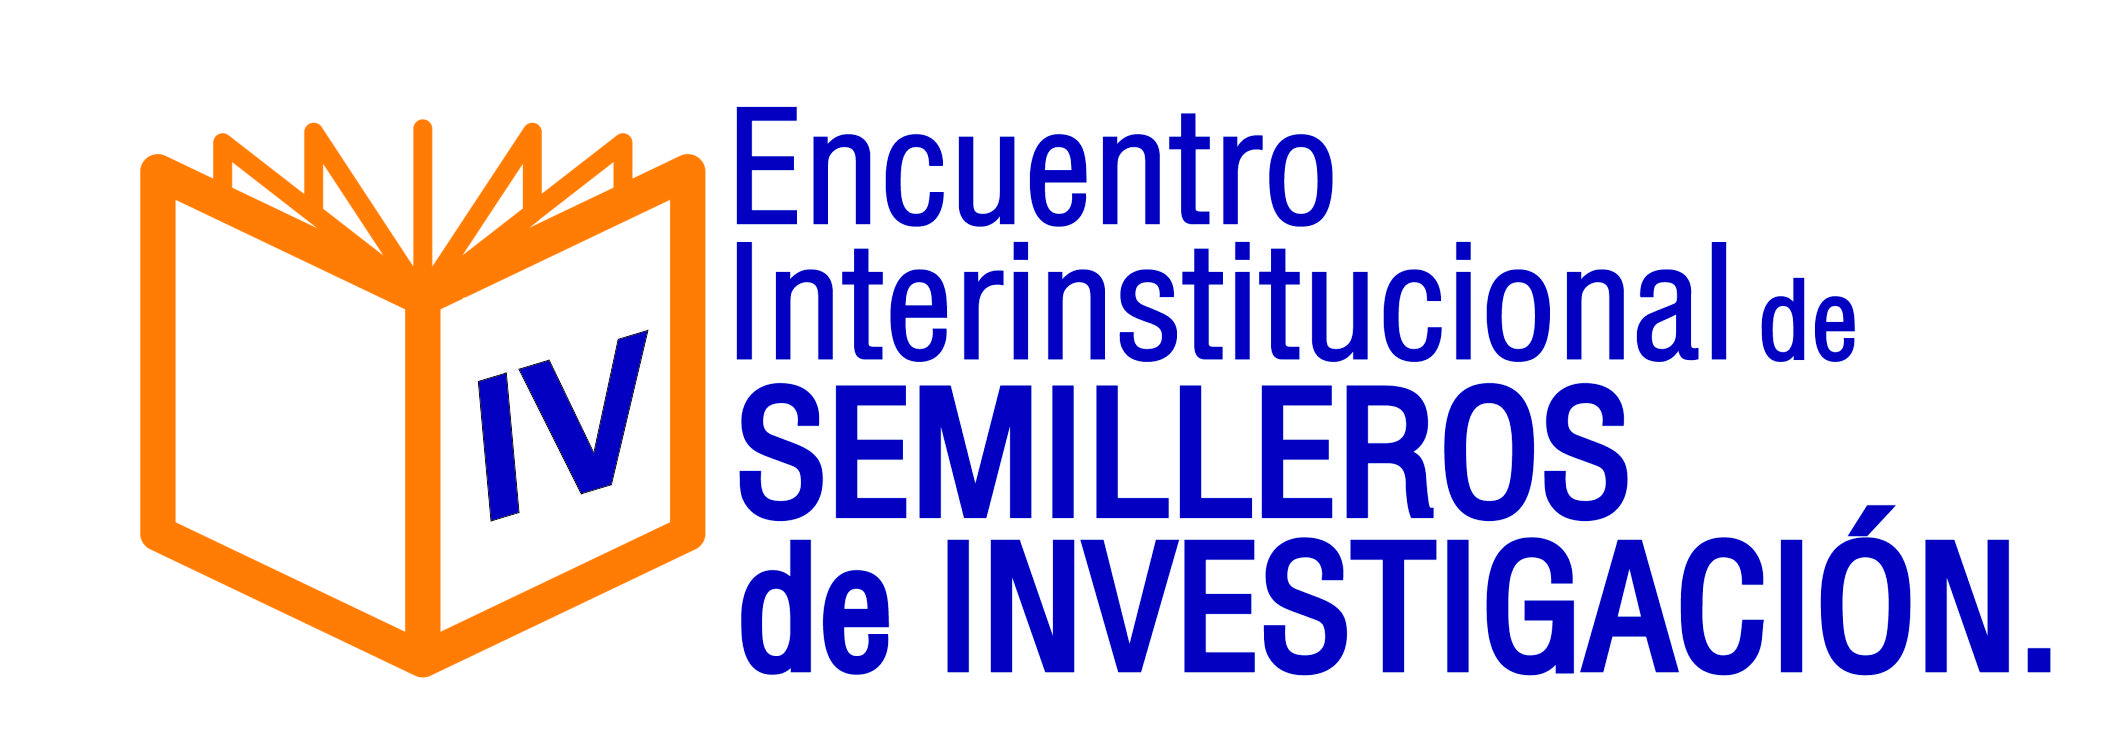 IV
Encuentro
Interinstitucional de
SEMILLEROS
de INVESTIGACIÓN.